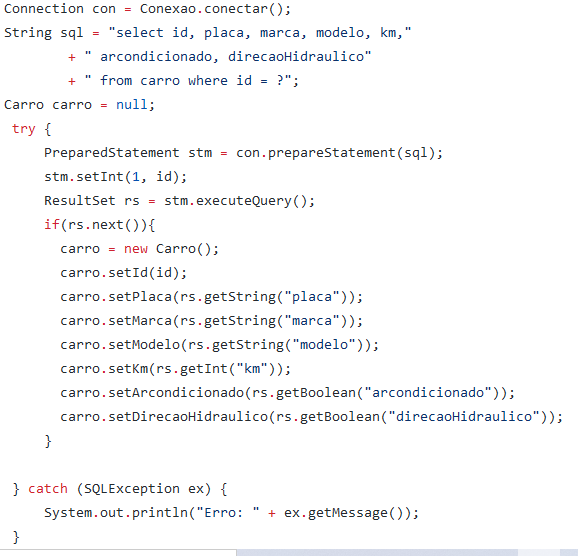 Connection con = Conexao.conectar();
String sql = "select id, placa, marca, modelo, km,"
        + " arcondicionado, direcaoHidraulico"
        + " from carro where id = ?";
Carro carro = null;
 try {
     PreparedStatement stm = con.prepareStatement(sql);
     stm.setInt(1, id);
     ResultSet rs = stm.executeQuery();
     if(rs.next()){
       carro = new Carro();
       carro.setId(id);
       carro.setPlaca(rs.getString("placa"));
       carro.setMarca(rs.getString("marca"));
       carro.setModelo(rs.getString("modelo"));
       carro.setKm(rs.getInt("km"));
       carro.setArcondicionado(rs.getBoolean("arcondicionado"));
       carro.setDirecaoHidraulico(rs.getBoolean("direcaoHidraulico"));
     }
 } catch (SQLException ex) {
     System.out.println("Erro: " + ex.getMessage());
 }